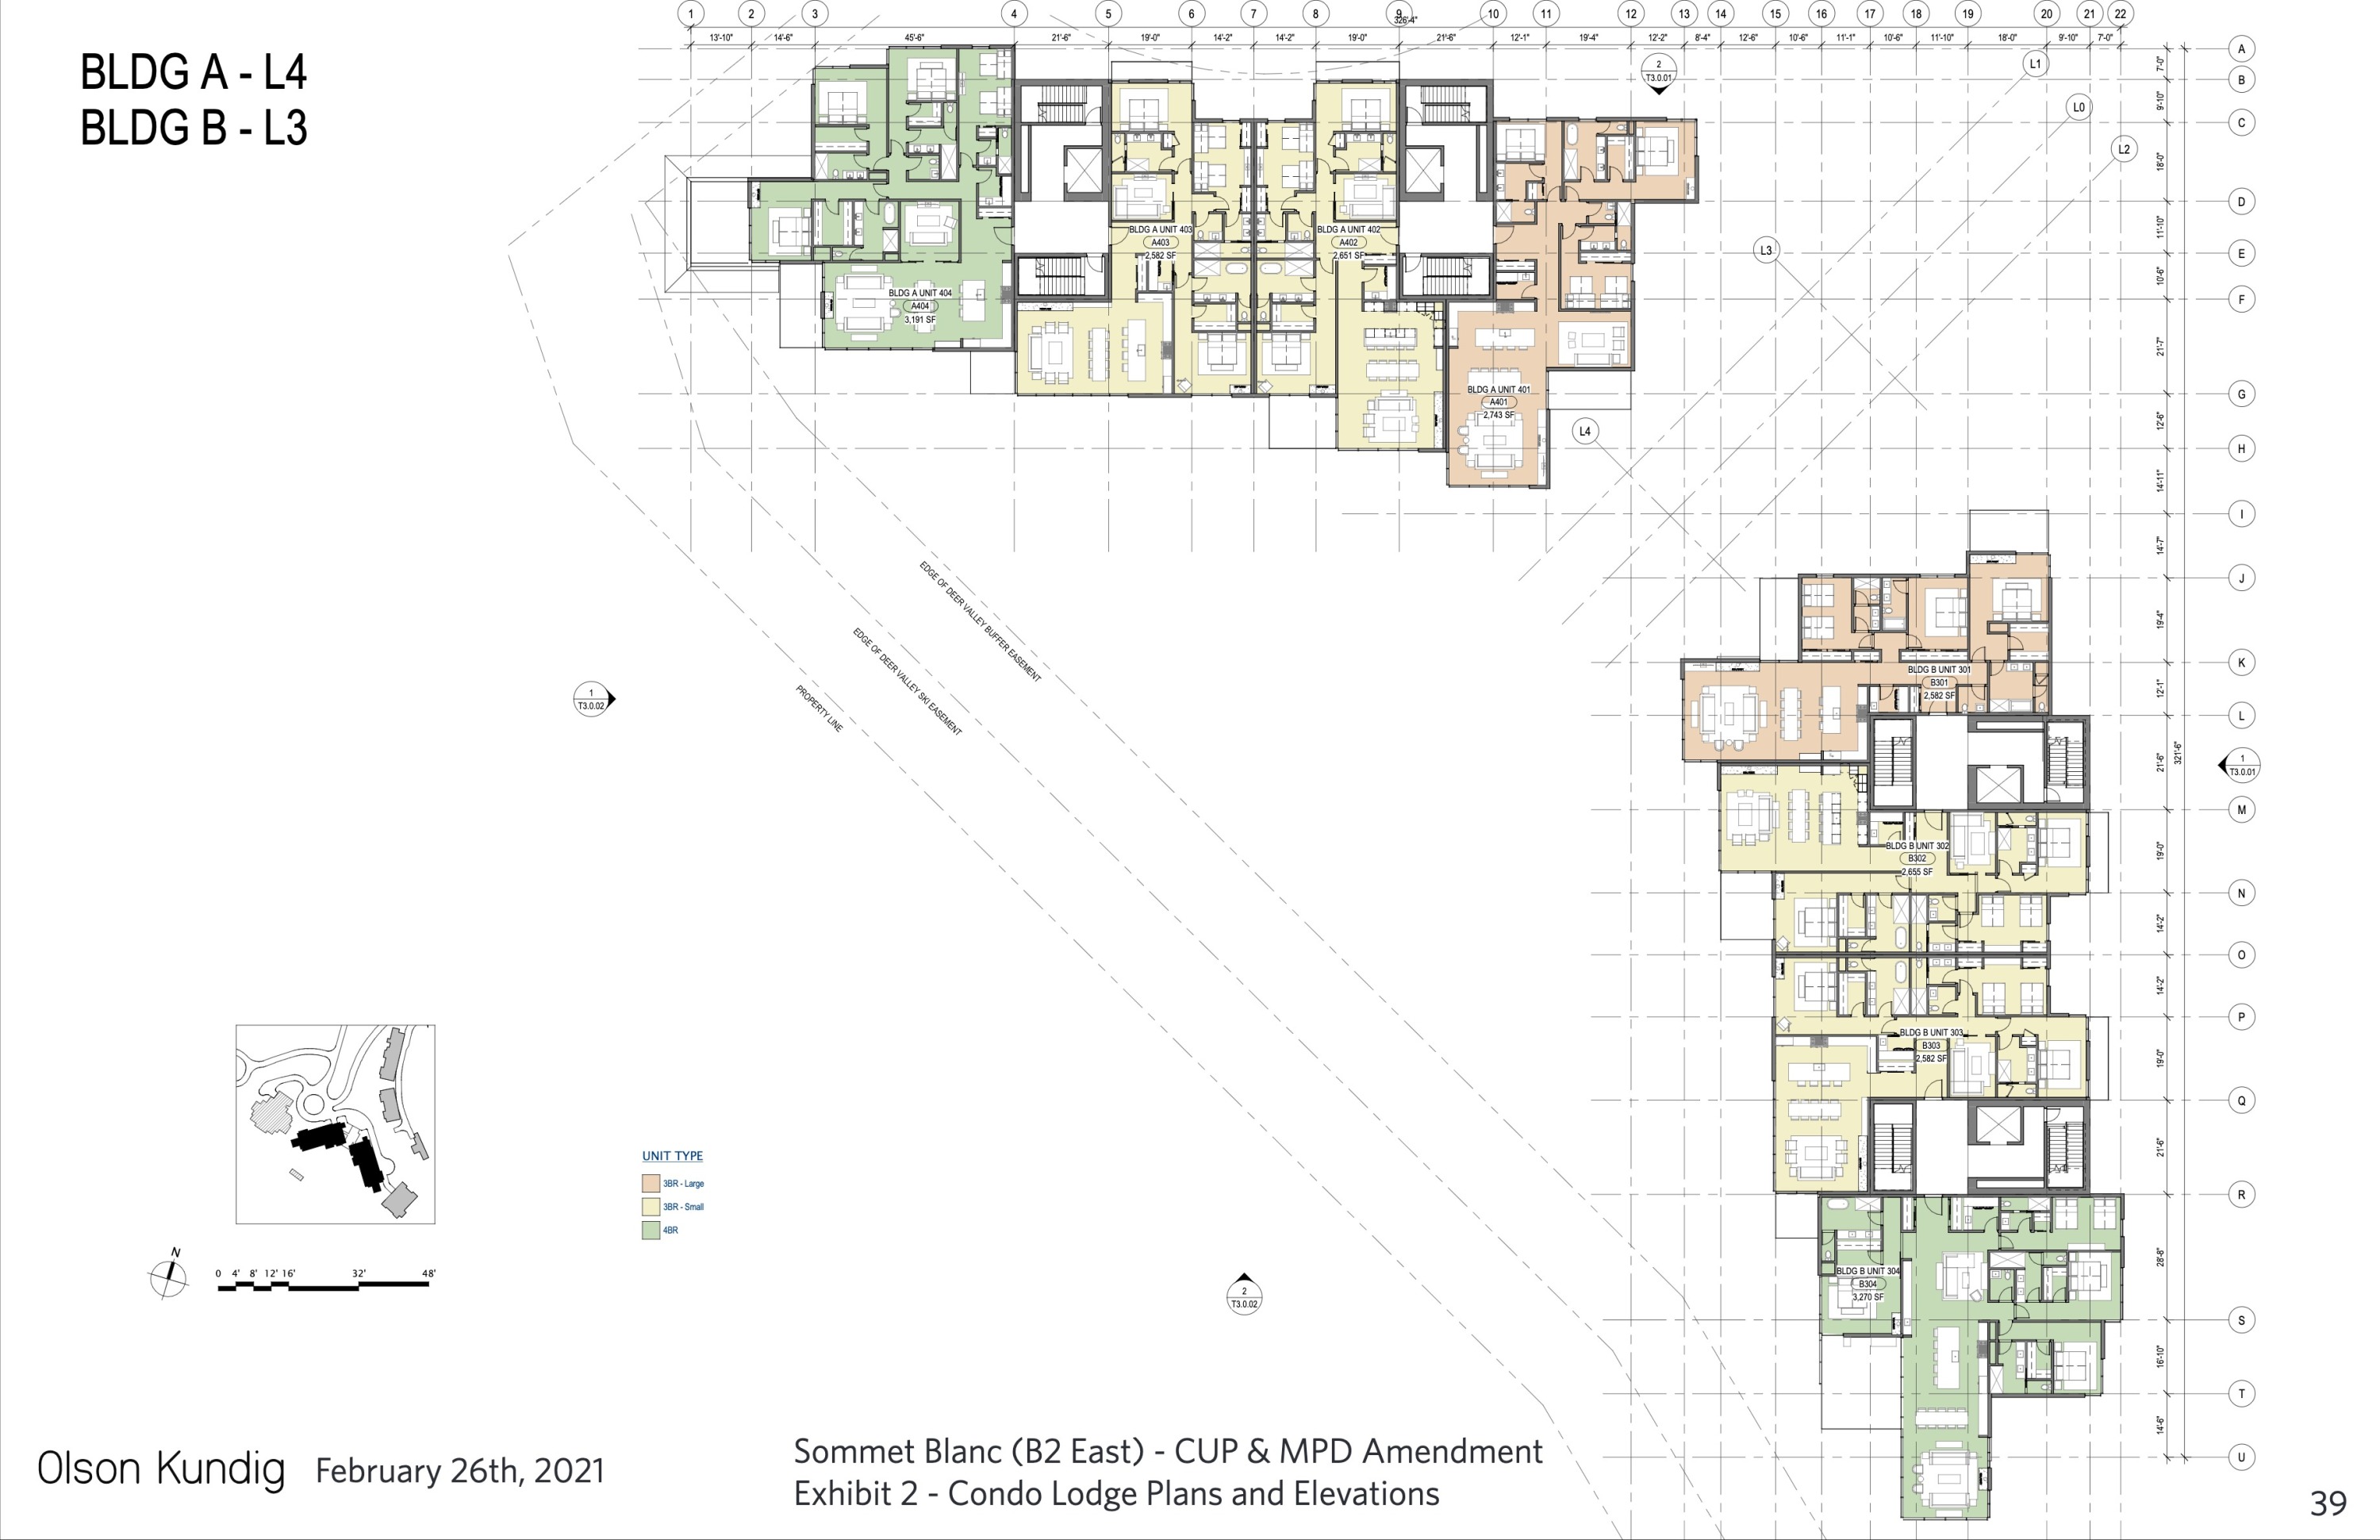 BLDG A - L4
BLDG B - L3
1 2 3 4 5 6 7 8 9 10 11 12 13 14 15 16 17 18 19 20 21 22
326'-4"
13'-10" 14'-6" 45'-6" 21'-6" 19'-0" 14'-2" 14'-2" 19'-0" 21'-6" 12'-1" 19'-4" 12'-2" 8'-4" 12'-6" 10'-6" 11'-1" 10'-6" 11'-10" 18'-0" 9'-10" 7'-0"
A
7'-0"
B
9'-10"
C
18'-0"
D
11'-10"
E
10'-6"
F
21'-7"
G
12'-6"
H
14'-11"
I
14'-7"
J
19'-4"
K
12'-1"
L
21'-6"
M
19'-0"
N
14'-2"
O
14'-2"
P
19'-0"
Q
21'-6"
R
28'-8"
S
16'-10"
T
14'-6"
U
321'-6"
2
T3.0.01
L1
L0
L2
L3
L4
BLDG A UNIT 404
A404
3,191 SF
BLDG A UNIT 403
A403
2,582 SF
BLDG A UNIT 402
A402
2,651 SF
BLDG A UNIT 401
A401
2,743 SF
EDGE OF DEER VALLEY BUFFER EASEMENT
EDGE OF DEER VALLEY SKI EASEMENT
PROPERTY LINE
1
T3.0.02
BLDG B UNIT 301
B301
2,582 SF
1
T3.0.01
BLDG B UNIT 302
B302
2,655 SF
BLDG B UNIT 303
B303
2,582 SF
BLDG B UNIT 304
B304
3,270 SF
2
T3.0.02
UNIT TYPE
3BR - Large
3BR - Small
4BR
N
0 4' 8' 12' 16' 32' 48'
Olson Kundig February 26th, 2021
Sommet Blanc (B2 East) - CUP & MPD Amendment
Exhibit 2 - Condo Lodge Plans and Elevations
39